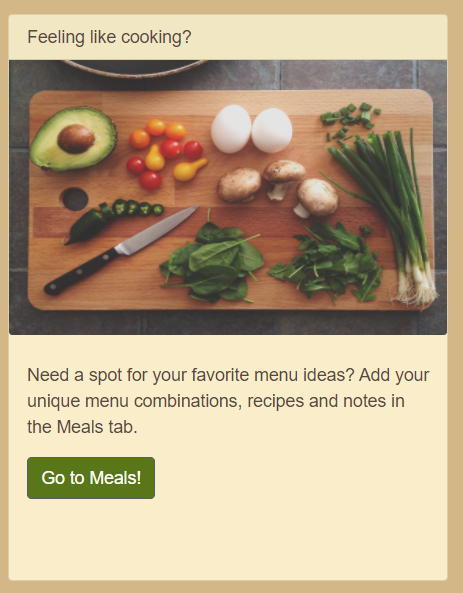 Feeling like cooking?
Need a spot for your favorite menu ideas? Add your
unique menu combinations, recipes and notes in
the Meals tab.
Go to Meals!